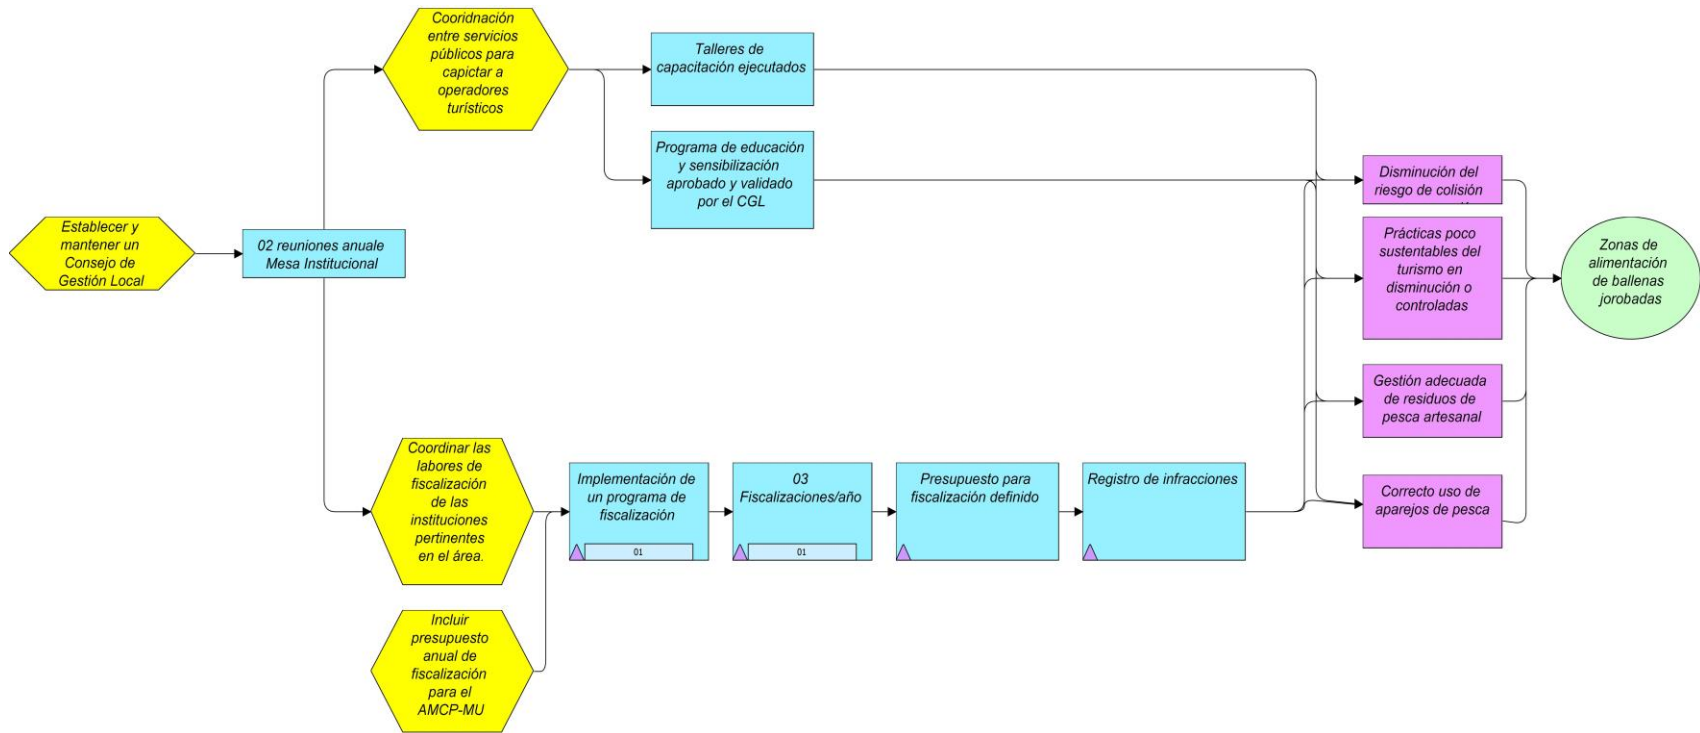 Cooridnación
entre servicios
públicos para
capictar a
operadores
turísticos
Talleres de
capacitación ejecutados
Programa de educación
y sensibilización
aprobado y validado
por el CGL
Establecer y
mantener un
Consejo de
Gestión Local
02 reuniones anuale
Mesa Institucional
Disminución del
riesgo de colisión
Prácticas poco
sustentables del
turismo en
disminución o
controladas
Zonas de
alimentación
de ballenas
jorobadas
Gestión adecuada
de residuos de
pesca artesanal
Coordinar las
labores de
fiscalización
de las
instituciones
pertinentes
en el área.
Implementación de
un programa de
fiscalización
01
03
Fiscalizaciones/año
01
Presupuesto para
fiscalización definido
Registro de infracciones
Correcto uso de
aparejos de pesca
Incluir
presupuesto
anual de
fiscalización
para el
AMCP-MU